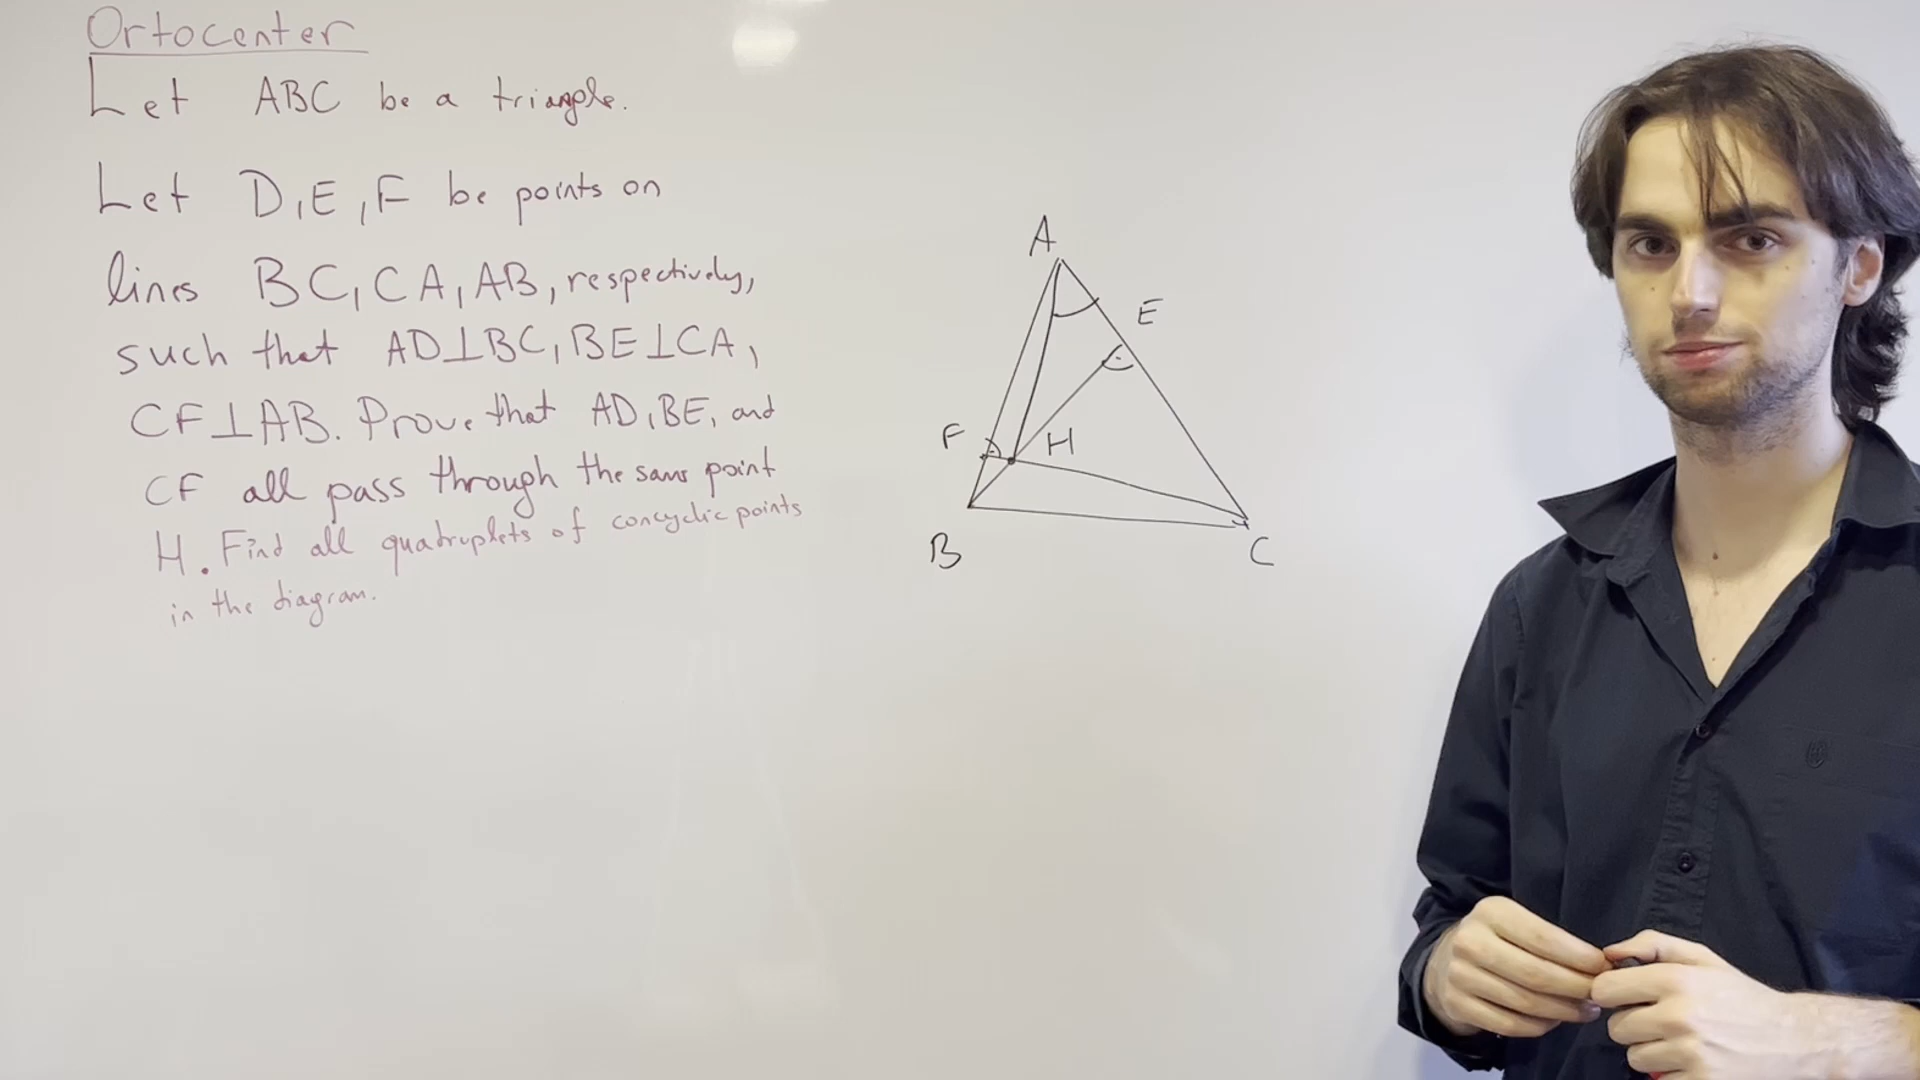 Ortocenter
Let ABC be a triangle.
Let D, E, F be points on
lines BC, CA, AB, respectively,
such that AD⊥BC, BE⊥CA,
CF⊥AB. Prove that AD, BE, and
CF all pass through the same point
H. Find all quadruplets of concyclic points
in the diagram.
A
E
F
H
B
C